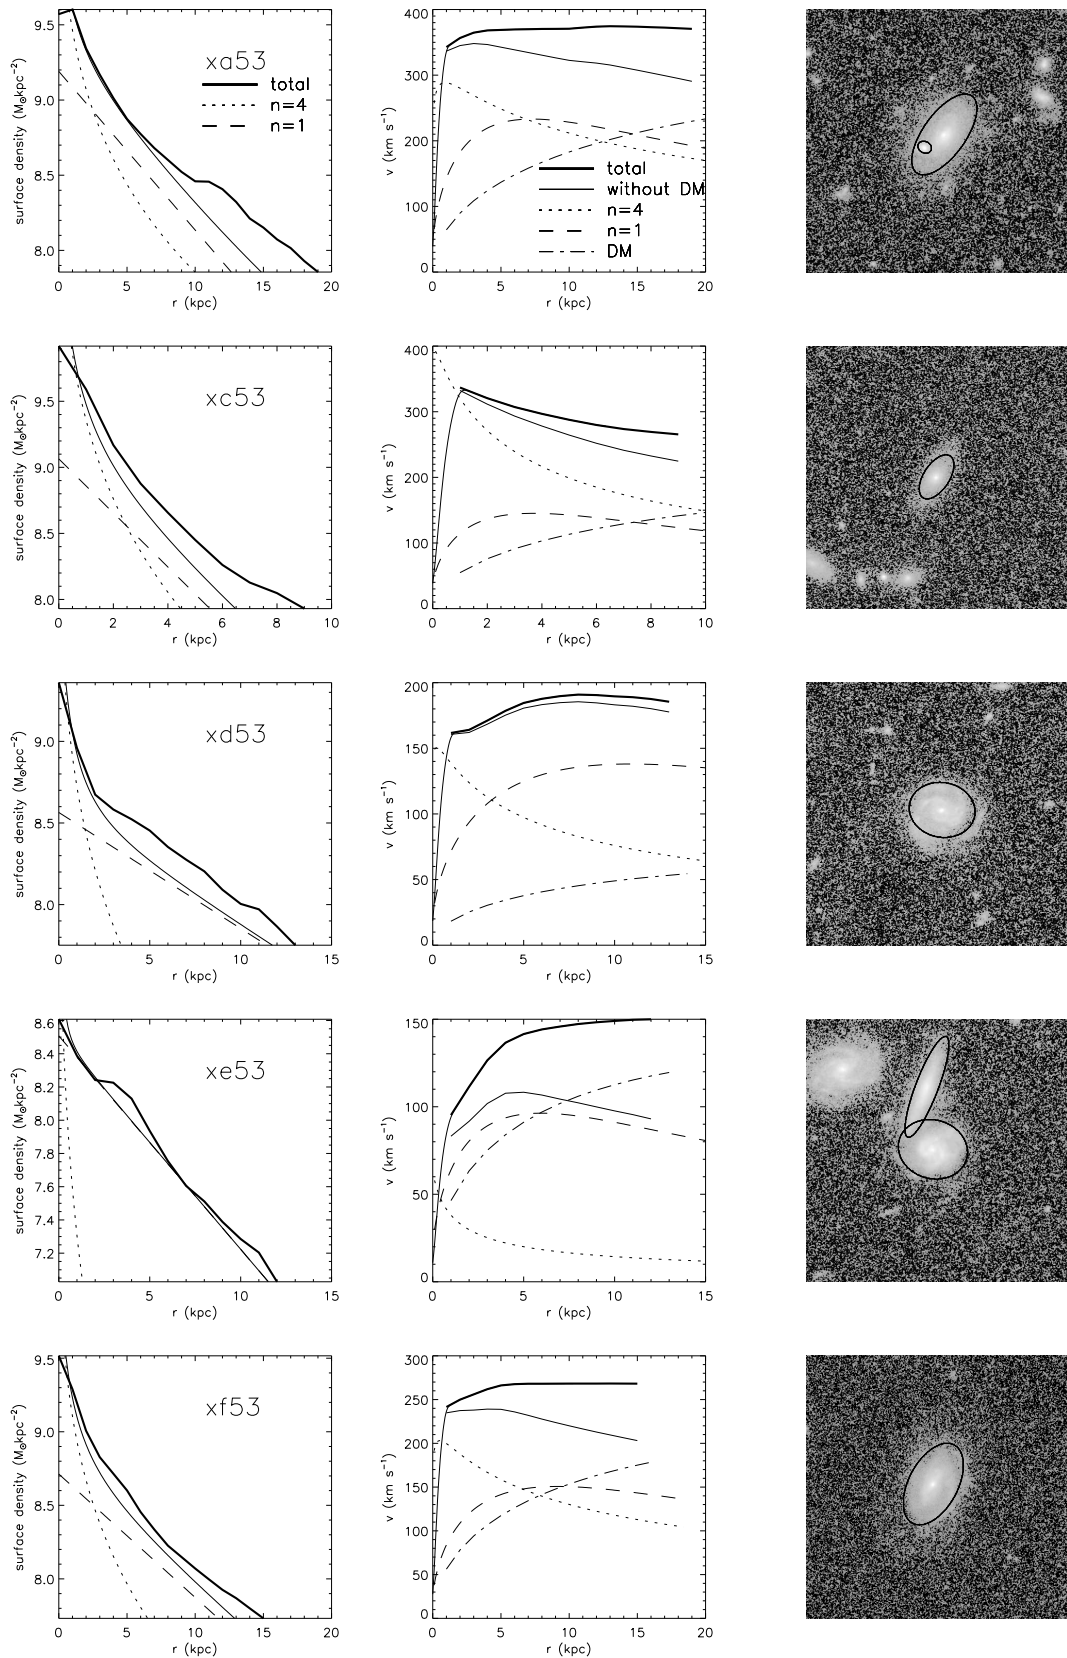 xa53
total
n=4
n=1
surface density (M⊙kpc⁻²)
9.5
9.0
8.5
8.0
0 5 10 15 20
r (kpc)
400
300
200
100
0
v (km s⁻¹)
total
without DM
n=4
n=1
DM
0 5 10 15 20
r (kpc)
xc53
surface density (M⊙kpc⁻²)
9.5
9.0
8.5
8.0
0 2 4 6 8 10
r (kpc)
400
300
200
100
0
v (km s⁻¹)
0 2 4 6 8 10
r (kpc)
xd53
surface density (M⊙kpc⁻²)
9.0
8.5
8.0
0 5 10 15
r (kpc)
200
150
100
50
0
v (km s⁻¹)
0 5 10 15
r (kpc)
xe53
surface density (M⊙kpc⁻²)
8.6
8.4
8.2
8.0
7.8
7.6
7.4
7.2
0 5 10 15
r (kpc)
150
100
50
0
v (km s⁻¹)
0 5 10 15
r (kpc)
xf53
surface density (M⊙kpc⁻²)
9.5
9.0
8.5
8.0
0 5 10 15 20
r (kpc)
300
250
200
150
100
50
0
v (km s⁻¹)
0 5 10 15 20
r (kpc)